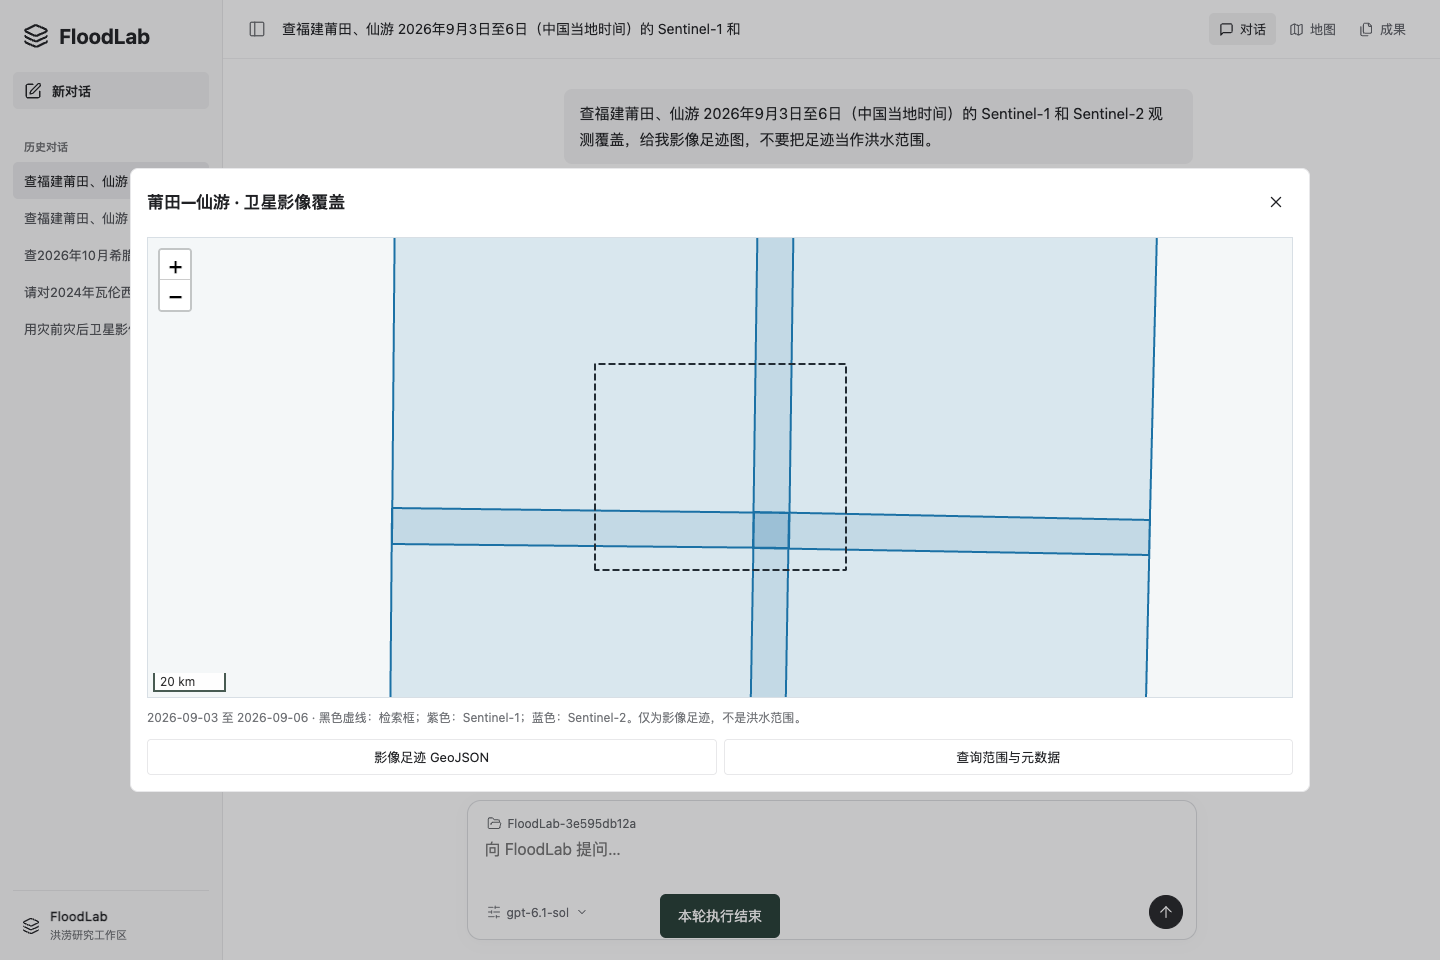 FloodLab
新对话
历史对话
查福建莆田、仙游
查福建莆田、仙游
查2026年10月希腊
请对2024年瓦伦西
用灾前灾后卫星影
FloodLab
洪涝研究工作区
查福建莆田、仙游 2026年9月3日至6日（中国当地时间）的 Sentinel-1 和
对话
地图
成果
查福建莆田、仙游 2026年9月3日至6日（中国当地时间）的 Sentinel-1 和 Sentinel-2 观
测覆盖，给我影像足迹图，不要把足迹当作洪水范围。
莆田—仙游 · 卫星影像覆盖
+
−
20 km
2026-09-03 至 2026-09-06 · 黑色虚线：检索框；紫色：Sentinel-1；蓝色：Sentinel-2。仅为影像足迹，不是洪水范围。
影像足迹 GeoJSON
查询范围与元数据
FloodLab-3e595db12a
向 FloodLab 提问...
gpt-6.1-sol
本轮执行结束